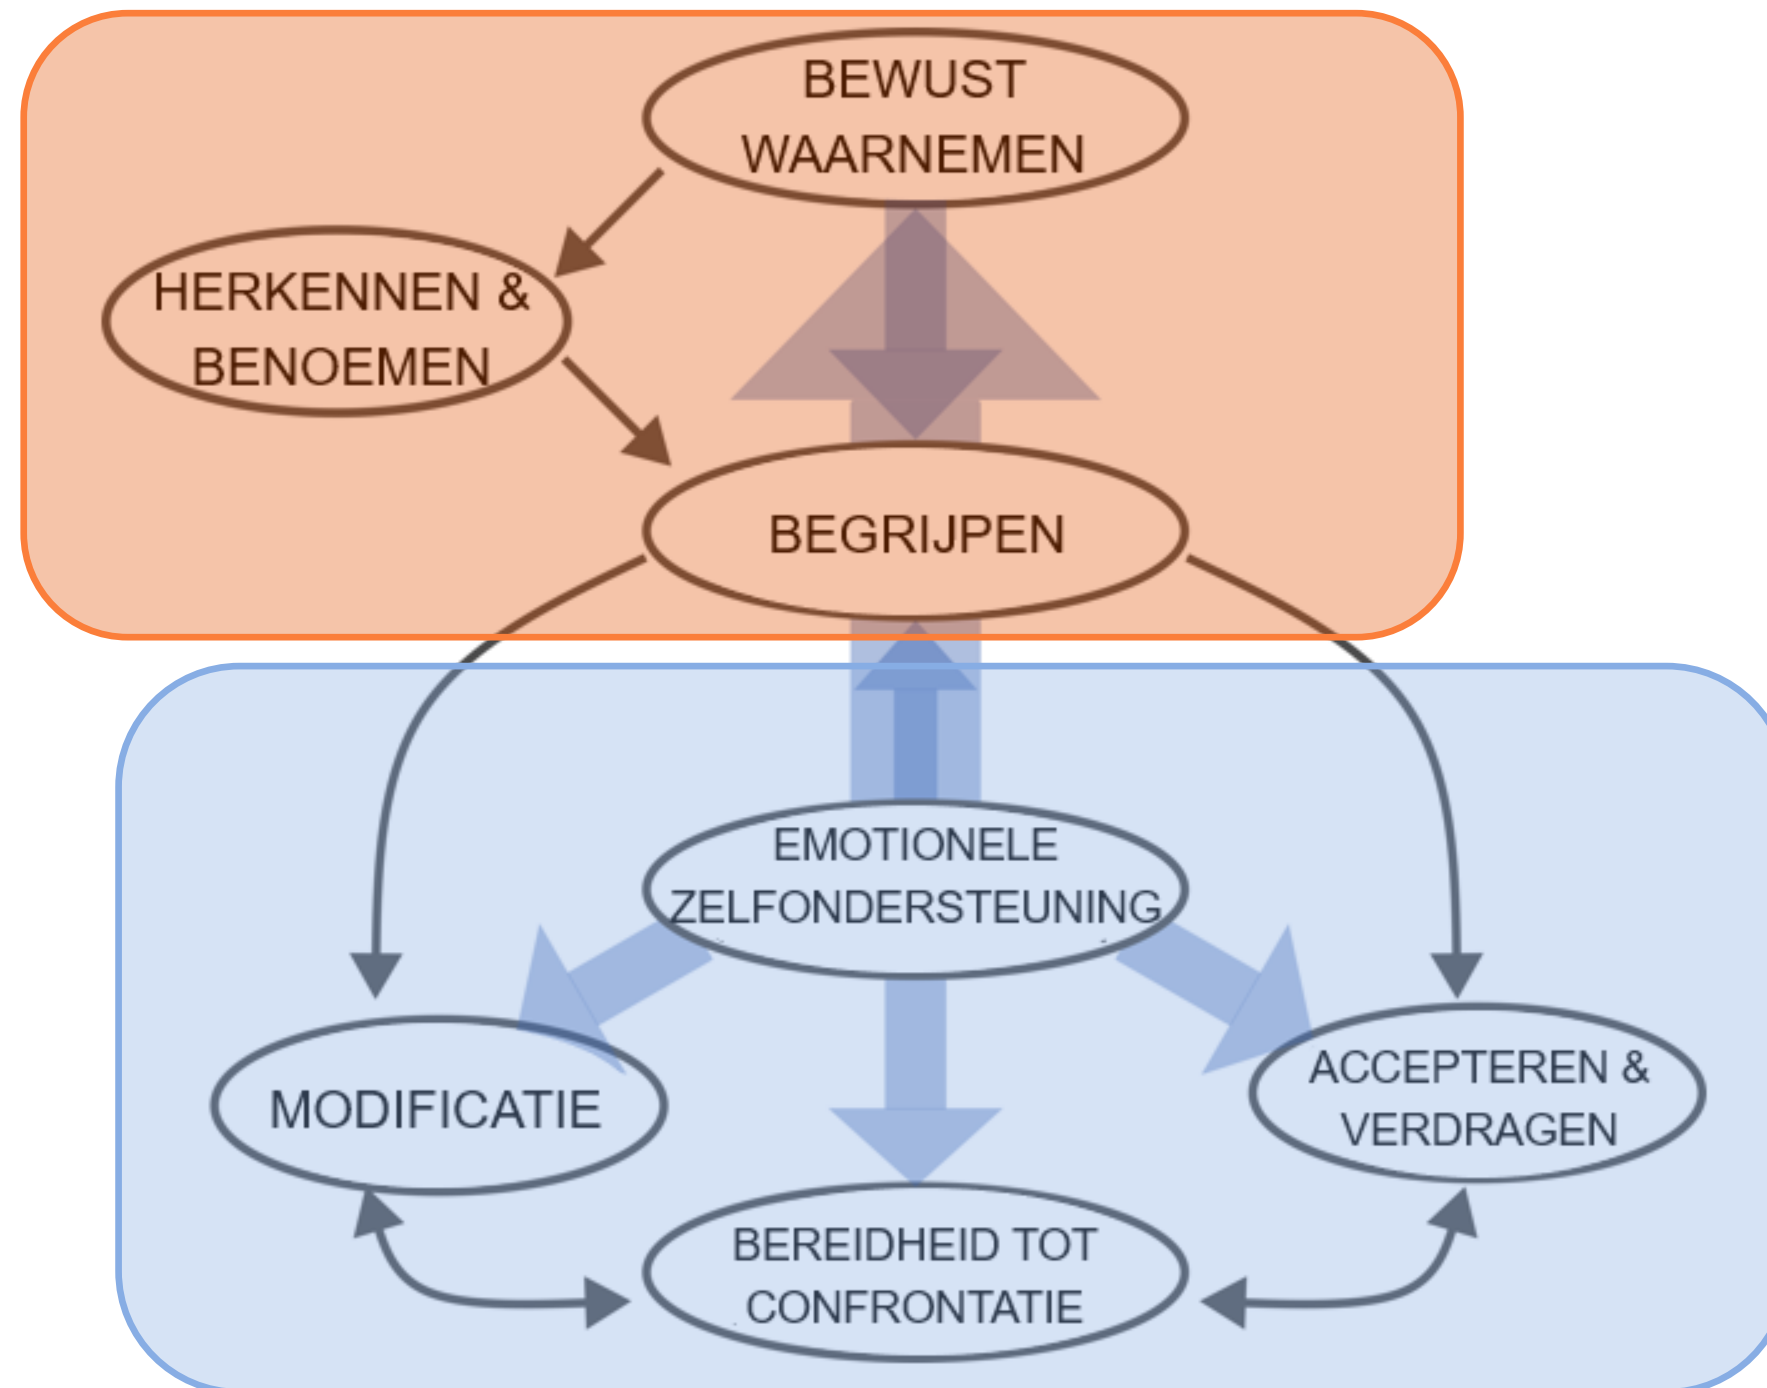 BEWUST
WAARNEMEN
HERKENNEN &
BENOEMEN
BEGRIJPEN
EMOTIONELE
ZELFONDERSTEUNING
MODIFICATIE
ACCEPTEREN &
VERDRAGEN
BEREIDHEID TOT
CONFRONTATIE